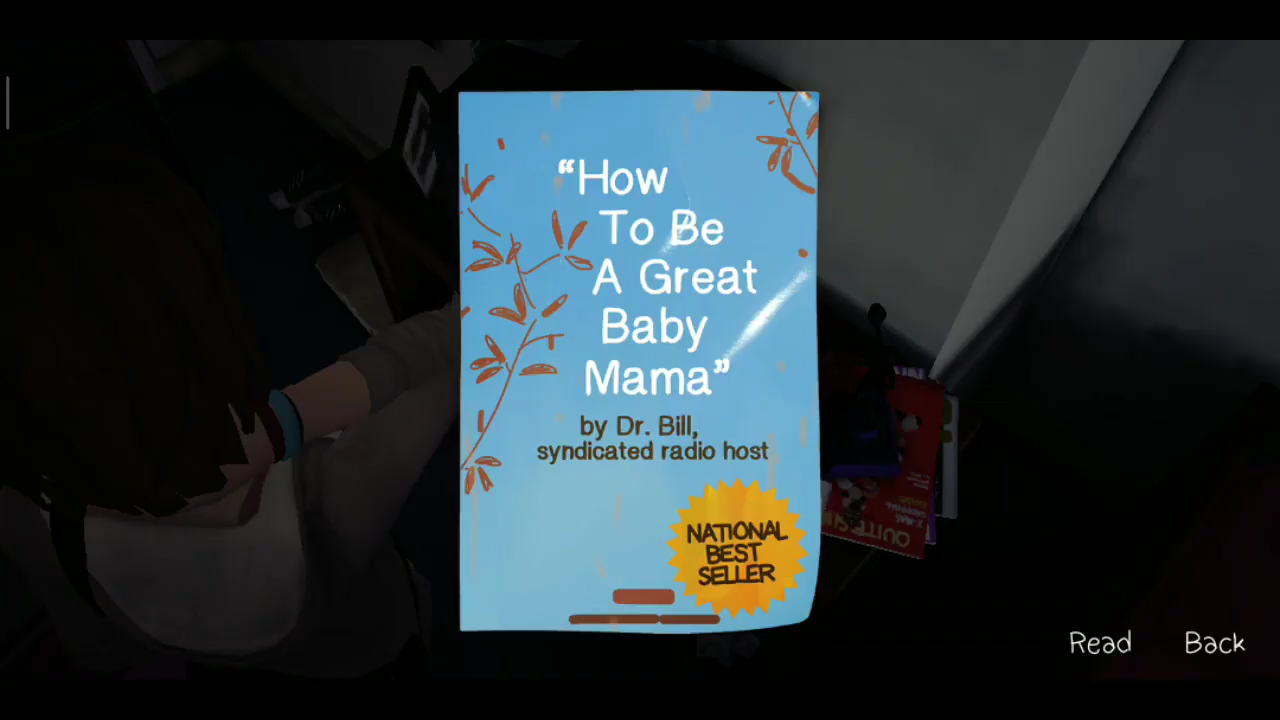 “How
To Be
A Great
Baby
Mama”
by Dr. Bill,
syndicated radio host
NATIONAL
BEST
SELLER
Read Back